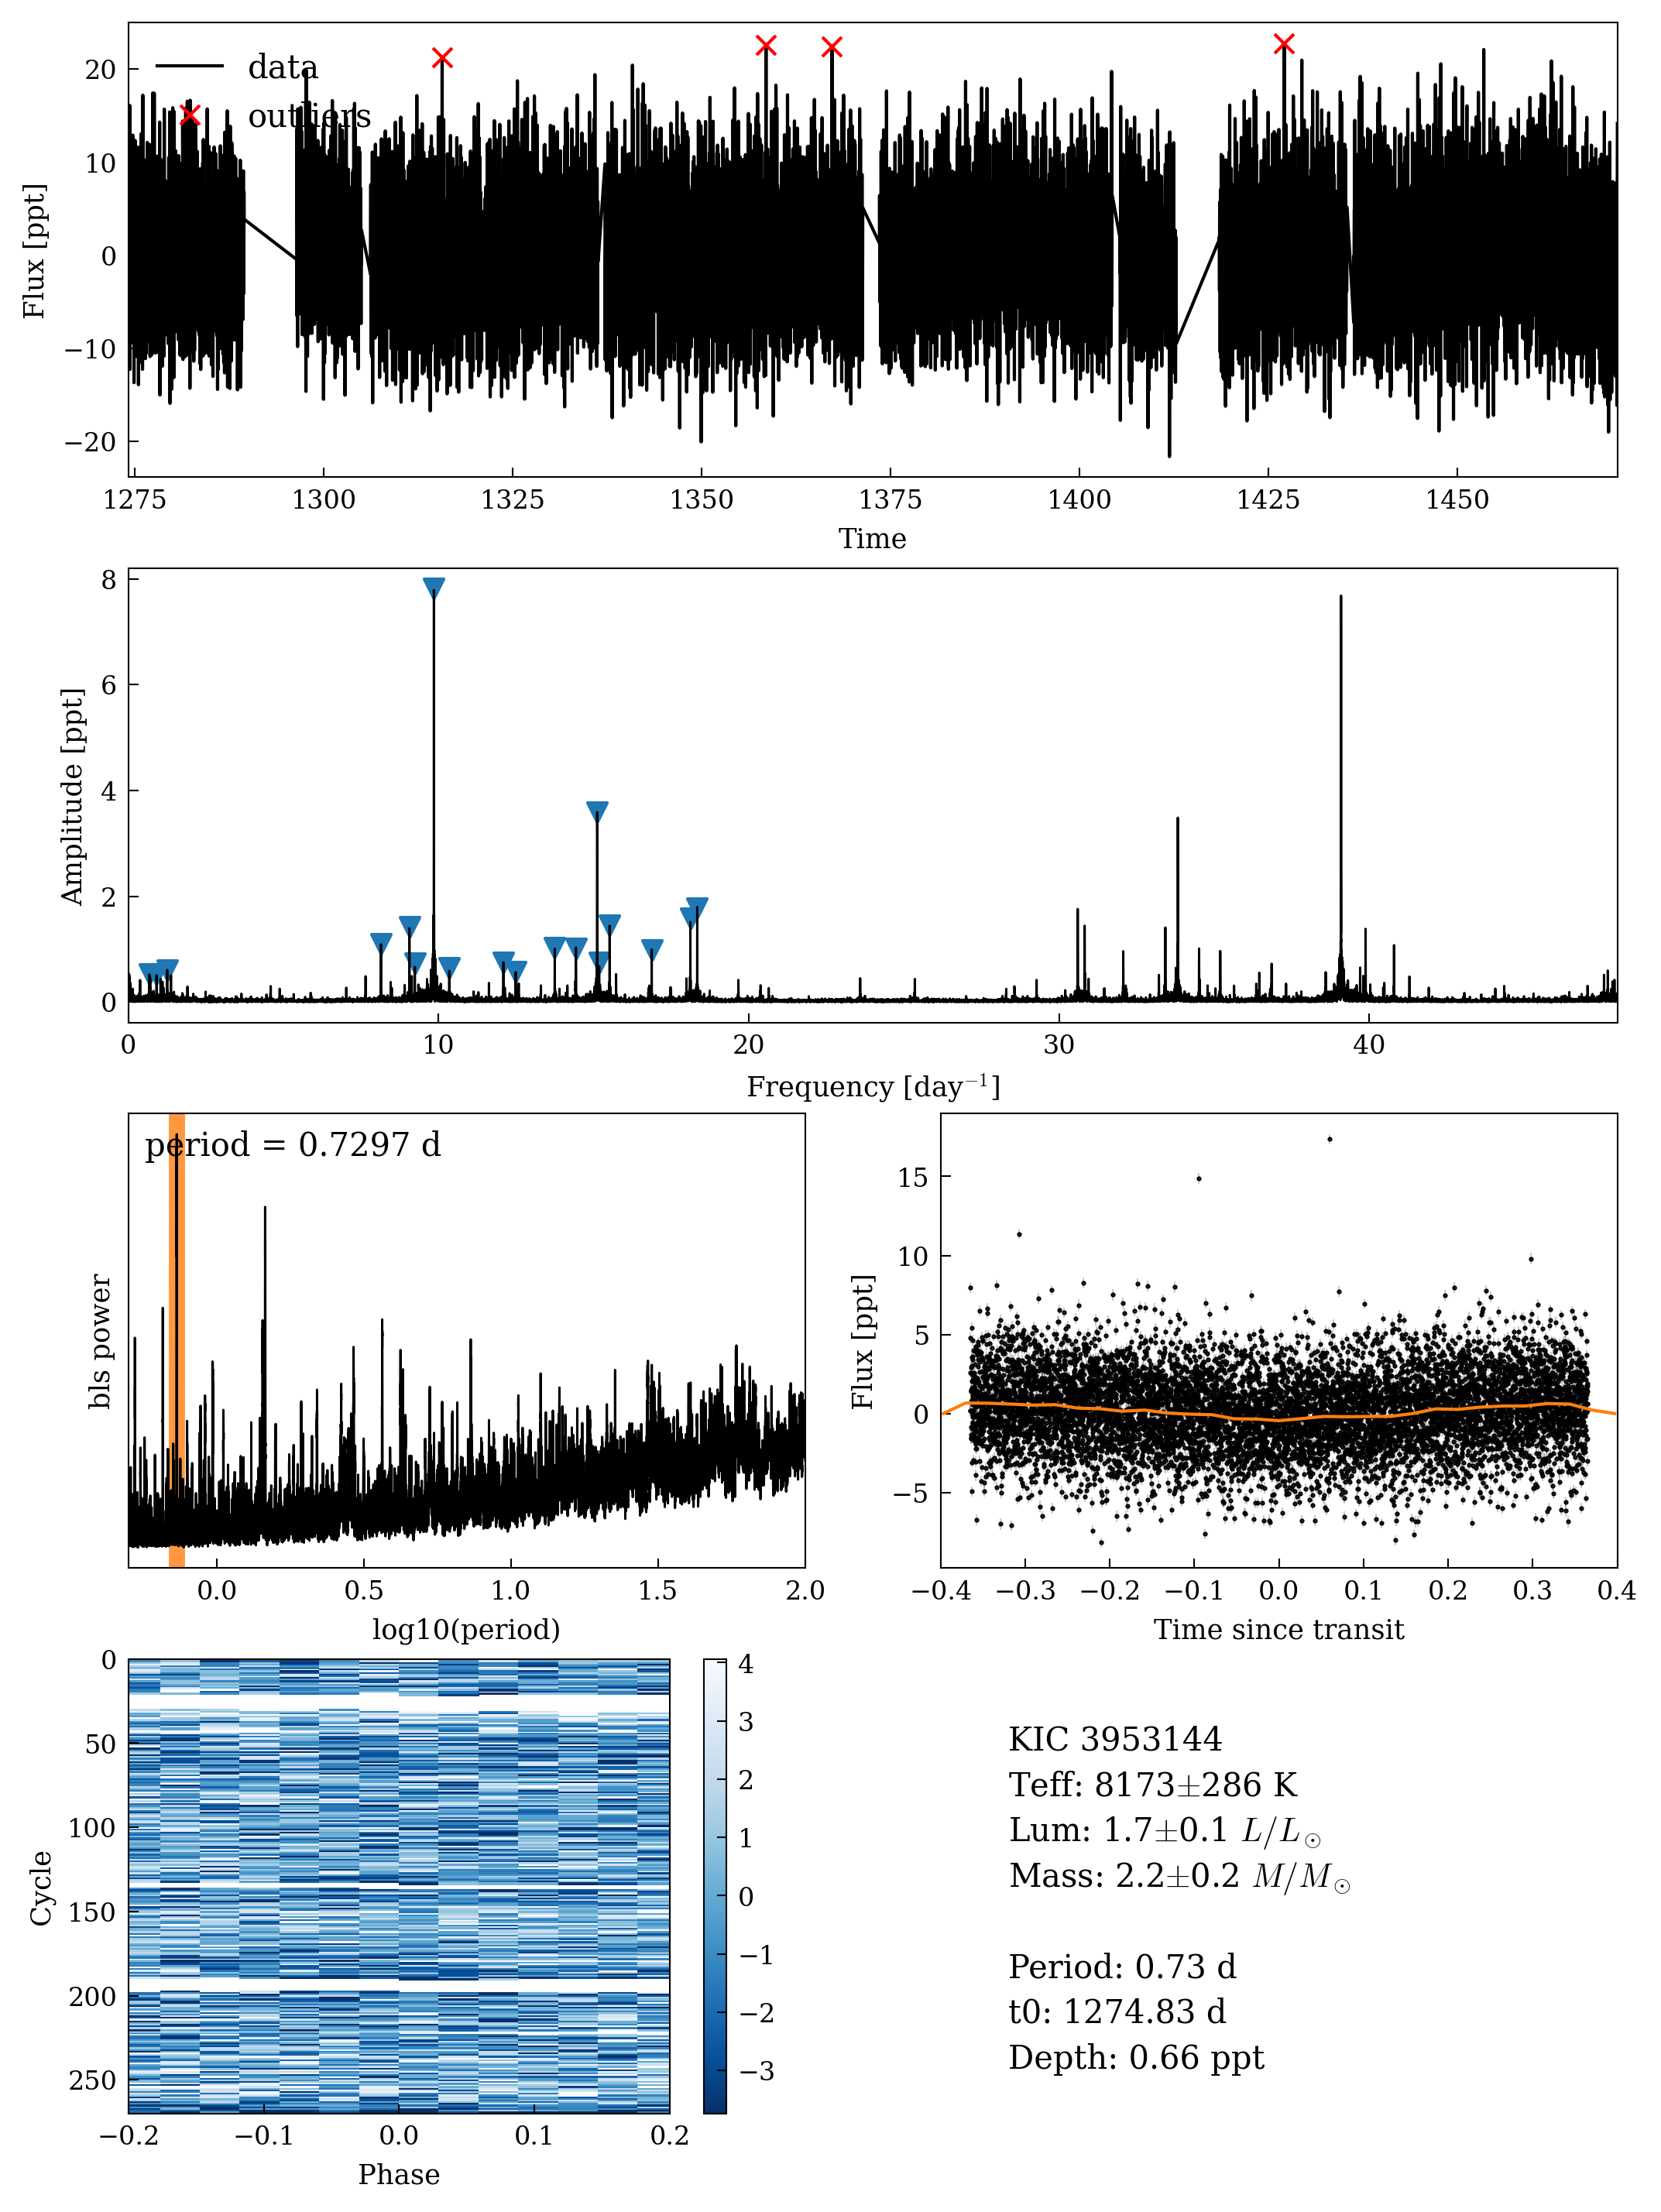 data
outliers
20
10
0
−10
−20
Flux [ppt]
1275 1300 1325 1350 1375 1400 1425 1450
Time
8
6
4
2
0
Amplitude [ppt]
0 10 20 30 40
Frequency [day⁻¹]
period = 0.7297 d
bls power
0.0 0.5 1.0 1.5 2.0
log10(period)
15
10
5
0
−5
Flux [ppt]
−0.4 −0.3 −0.2 −0.1 0.0 0.1 0.2 0.3 0.4
Time since transit
0
50
100
150
200
250
Cycle
−0.2 −0.1 0.0 0.1 0.2
Phase
4
3
2
1
0
−1
−2
−3
KIC 3953144
Teff: 8173±286 K
Lum: 1.7±0.1 L/L☉
Mass: 2.2±0.2 M/M☉
Period: 0.73 d
t0: 1274.83 d
Depth: 0.66 ppt